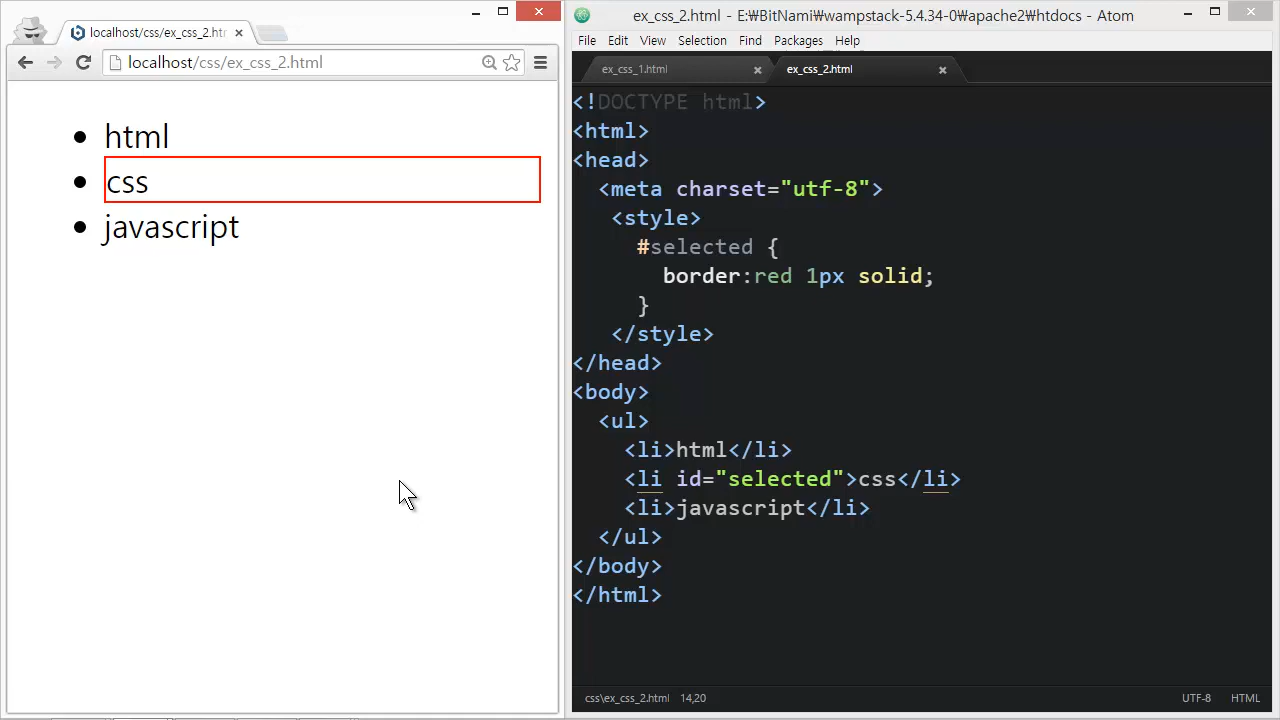 localhost/css/ex_css_2.htm
localhost/css/ex_css_2.html
• html
• css
• javascript
ex_css_2.html - E:₩BitNami₩wampstack-5.4.34-0₩apache2₩htdocs - Atom
File Edit View Selection Find Packages Help
ex_css_1.html
ex_css_2.html
<!DOCTYPE html>
<html>
<head>
<meta charset="utf-8">
<style>
#selected {
border:red 1px solid;
}
</style>
</head>
<body>
<ul>
<li>html</li>
<li id="selected">css</li>
<li>javascript</li>
</ul>
</body>
</html>
css\ex_css_2.html 14,20 UTF-8 HTML